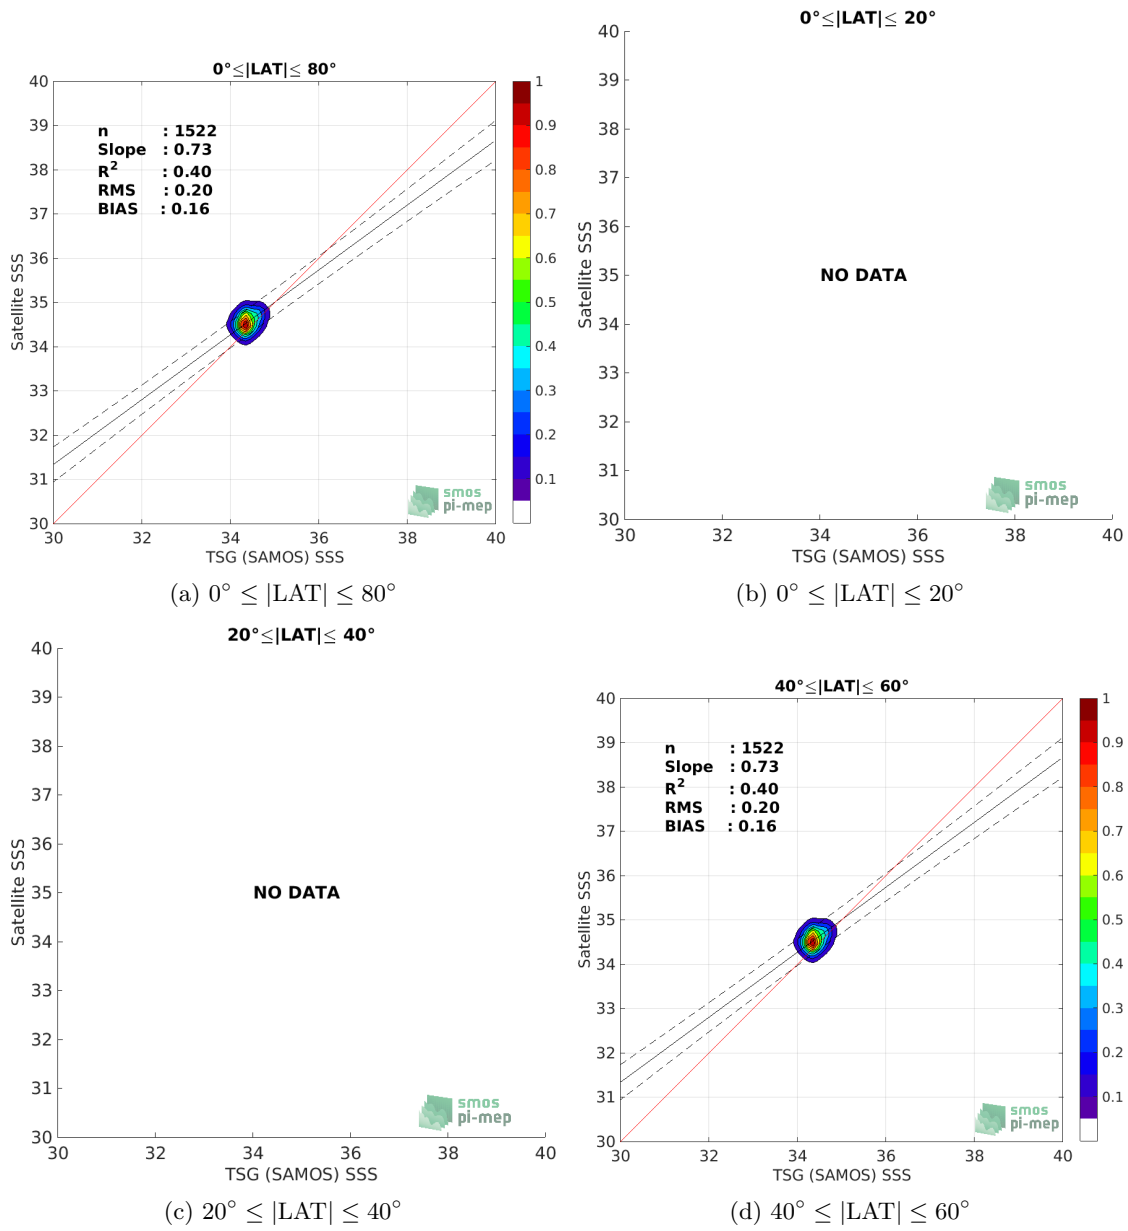 0°≤|LAT|≤ 80°
40
39
38
37
36
35
34
33
32
31
30
n : 1522
Slope : 0.73
R² : 0.40
RMS : 0.20
BIAS : 0.16
Satellite SSS
smos
pi-mep
30 32 34 36 38 40
TSG (SAMOS) SSS
1
0.9
0.8
0.7
0.6
0.5
0.4
0.3
0.2
0.1
(a) 0° ≤ |LAT| ≤ 80°
0°≤|LAT|≤ 20°
40
39
38
37
36
35
34
33
32
31
30
Satellite SSS
NO DATA
smos
pi-mep
30 32 34 36 38 40
TSG (SAMOS) SSS
(b) 0° ≤ |LAT| ≤ 20°
20°≤|LAT|≤ 40°
40
39
38
37
36
35
34
33
32
31
30
Satellite SSS
NO DATA
smos
pi-mep
30 32 34 36 38 40
TSG (SAMOS) SSS
(c) 20° ≤ |LAT| ≤ 40°
40°≤|LAT|≤ 60°
40
39
38
37
36
35
34
33
32
31
30
n : 1522
Slope : 0.73
R² : 0.40
RMS : 0.20
BIAS : 0.16
Satellite SSS
smos
pi-mep
30 32 34 36 38 40
TSG (SAMOS) SSS
1
0.9
0.8
0.7
0.6
0.5
0.4
0.3
0.2
0.1
(d) 40° ≤ |LAT| ≤ 60°